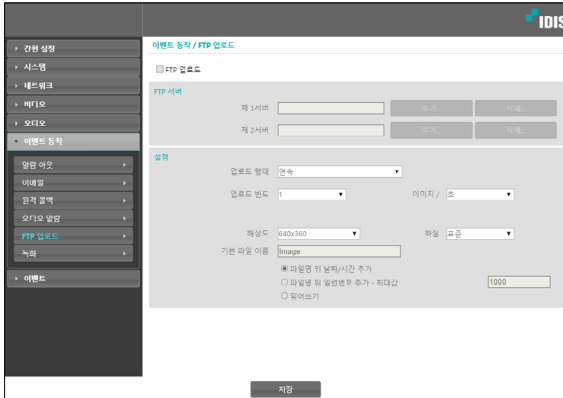 IDIS
간편 설정
시스템
네트워크
비디오
오디오
이벤트 동작
알람 아웃
이메일
원격 콜백
오디오 알람
FTP 업로드
녹화
이벤트
이벤트 동작 / FTP 업로드
FTP 업로드
FTP 서버
제 1서버 추가... 삭제...
제 2서버 추가... 삭제...
설정
업로드 형태 연속
업로드 빈도 1 이미지 / 초
해상도 640x360 화질 표준
기본 파일 이름 Image
파일명 뒤 날짜/시간 추가
파일명 뒤 일련번호 추가 - 최대값 1000
덮어쓰기
저장